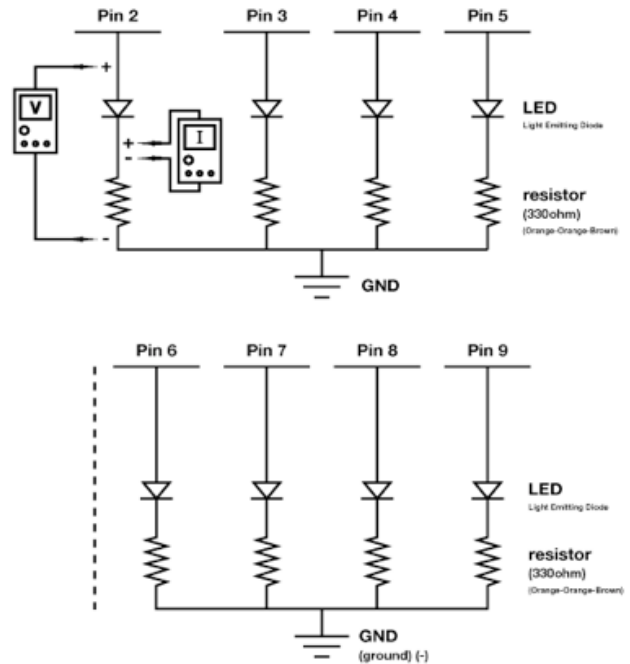 Pin 2 Pin 3 Pin 4 Pin 5
+
V
LED
Light Emitting Diode
I
+
-
resistor
(330ohm)
(Orange-Orange-Brown)
-
GND
Pin 6 Pin 7 Pin 8 Pin 9
LED
Light Emitting Diode
resistor
(330ohm)
(Orange-Orange-Brown)
GND
(ground) (-)